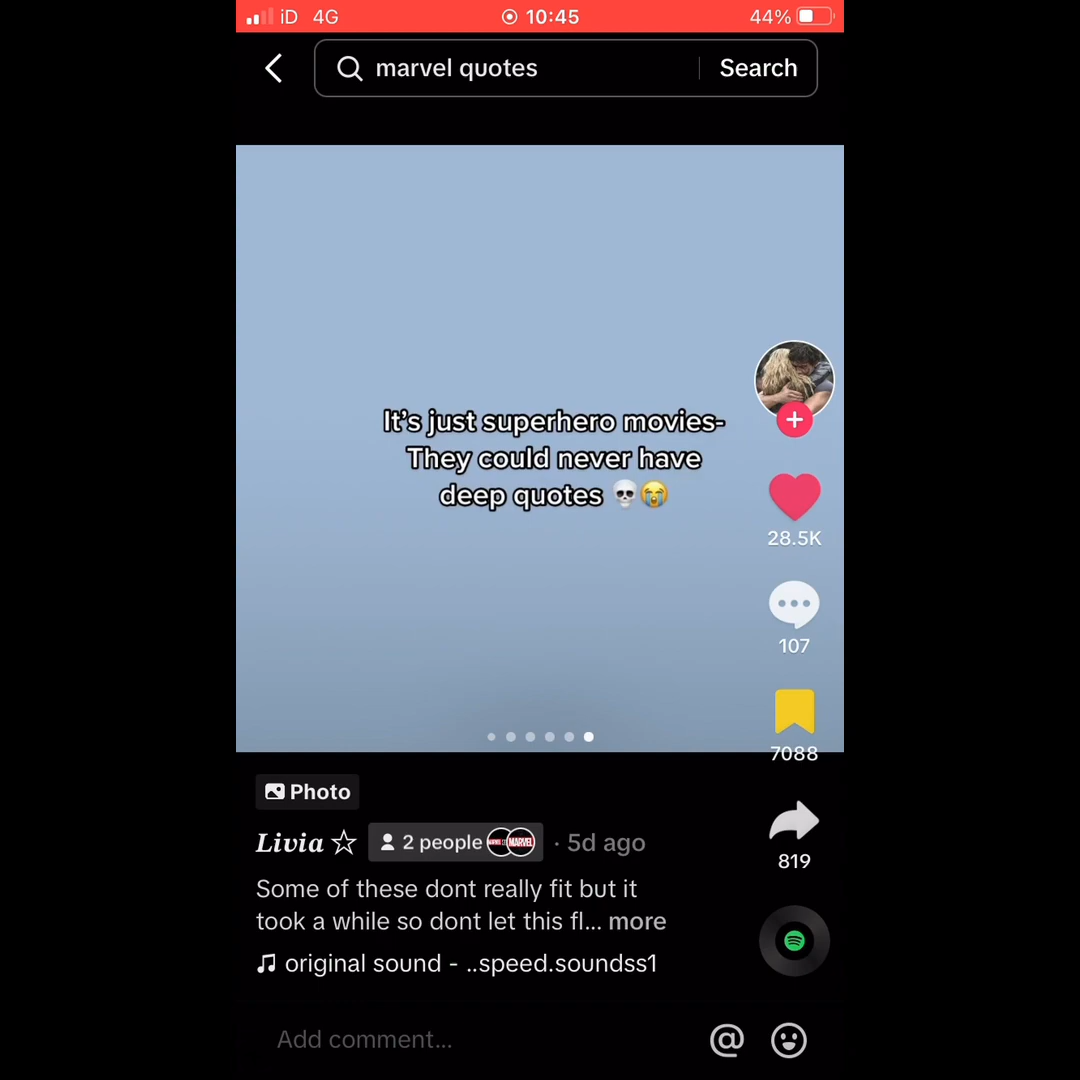 iD 4G 10:45 44%
marvel quotes Search
It's just superhero movies-
They could never have
deep quotes 💀😭
28.5K
107
7088
Photo
Livia ☆ 2 people MARVEL · 5d ago
819
Some of these dont really fit but it
took a while so dont let this fl... more
original sound - ..speed.soundss1
Add comment...